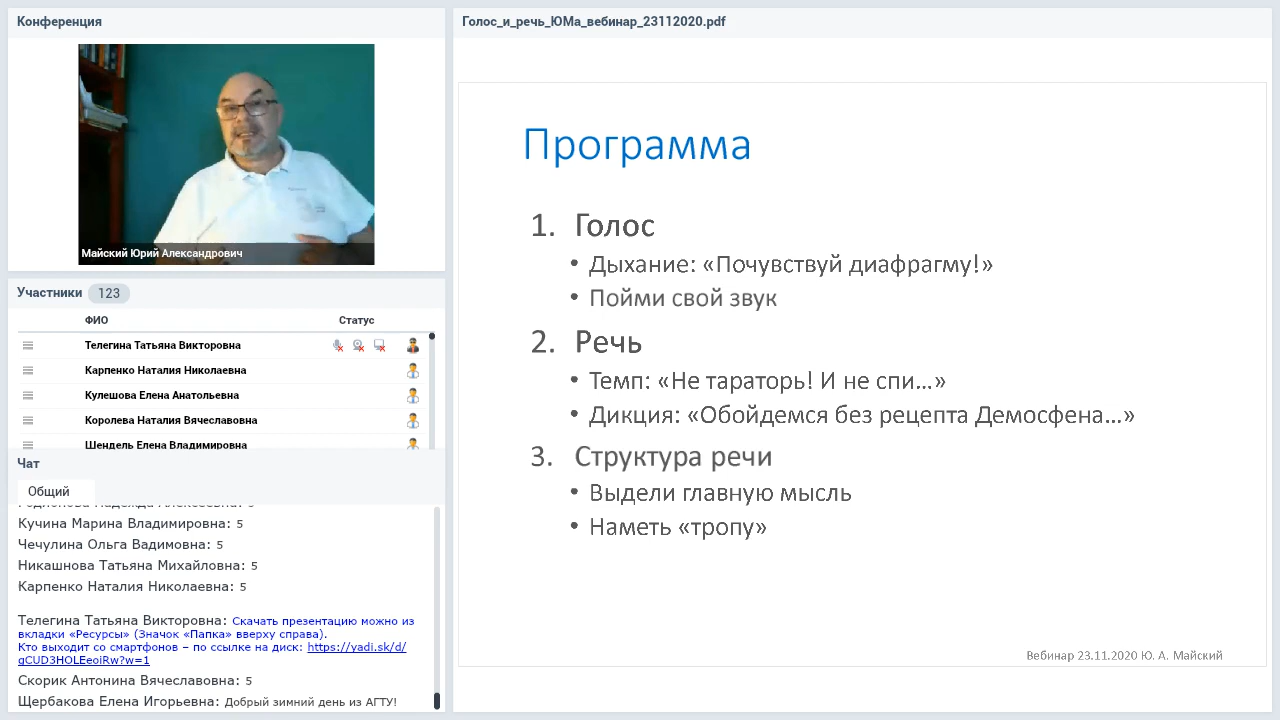 Конференция
Майский Юрий Александрович
Участники 123
ФИО Статус
Телегина Татьяна Викторовна
Карпенко Наталия Николаевна
Кулешова Елена Анатольевна
Королева Наталия Вячеславовна
Шендель Елена Владимировна
Чат
Общий
Родионова Надежда Алексеевна: 5
Кучина Марина Владимировна: 5
Чечулина Ольга Вадимовна: 5
Никашнова Татьяна Михайловна: 5
Карпенко Наталия Николаевна: 5
Телегина Татьяна Викторовна: Скачать презентацию можно из
вкладки «Ресурсы» (Значок «Папка» вверху справа).
Кто выходит со смартфонов – по ссылке на диск: https://yadi.sk/d/
gCUD3HOLEeoiRw?w=1
Скорик Антонина Вячеславовна: 5
Щербакова Елена Игорьевна: Добрый зимний день из АГТУ!
Голос_и_речь_ЮМа_вебинар_23112020.pdf
Программа
1. Голос
• Дыхание: «Почувствуй диафрагму!»
• Пойми свой звук
2. Речь
• Темп: «Не тараторь! И не спи…»
• Дикция: «Обойдемся без рецепта Демосфена…»
3. Структура речи
• Выдели главную мысль
• Наметь «тропу»
Вебинар 23.11.2020 Ю. А. Майский